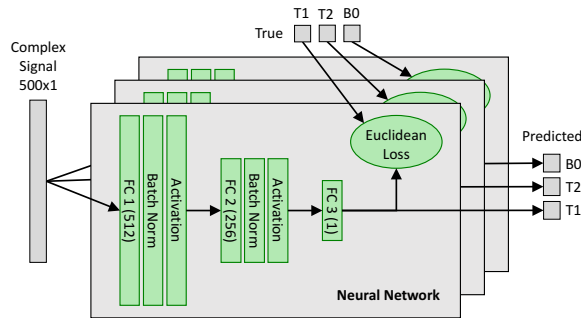 T1 T2 B0
True
Complex
Signal
500x1
Euclidean
Loss
Predicted
B0
T2
T1
FC 1 (512)
Batch Norm
Activation
FC 2 (256)
Batch Norm
Activation
FC 3 (1)
Neural Network